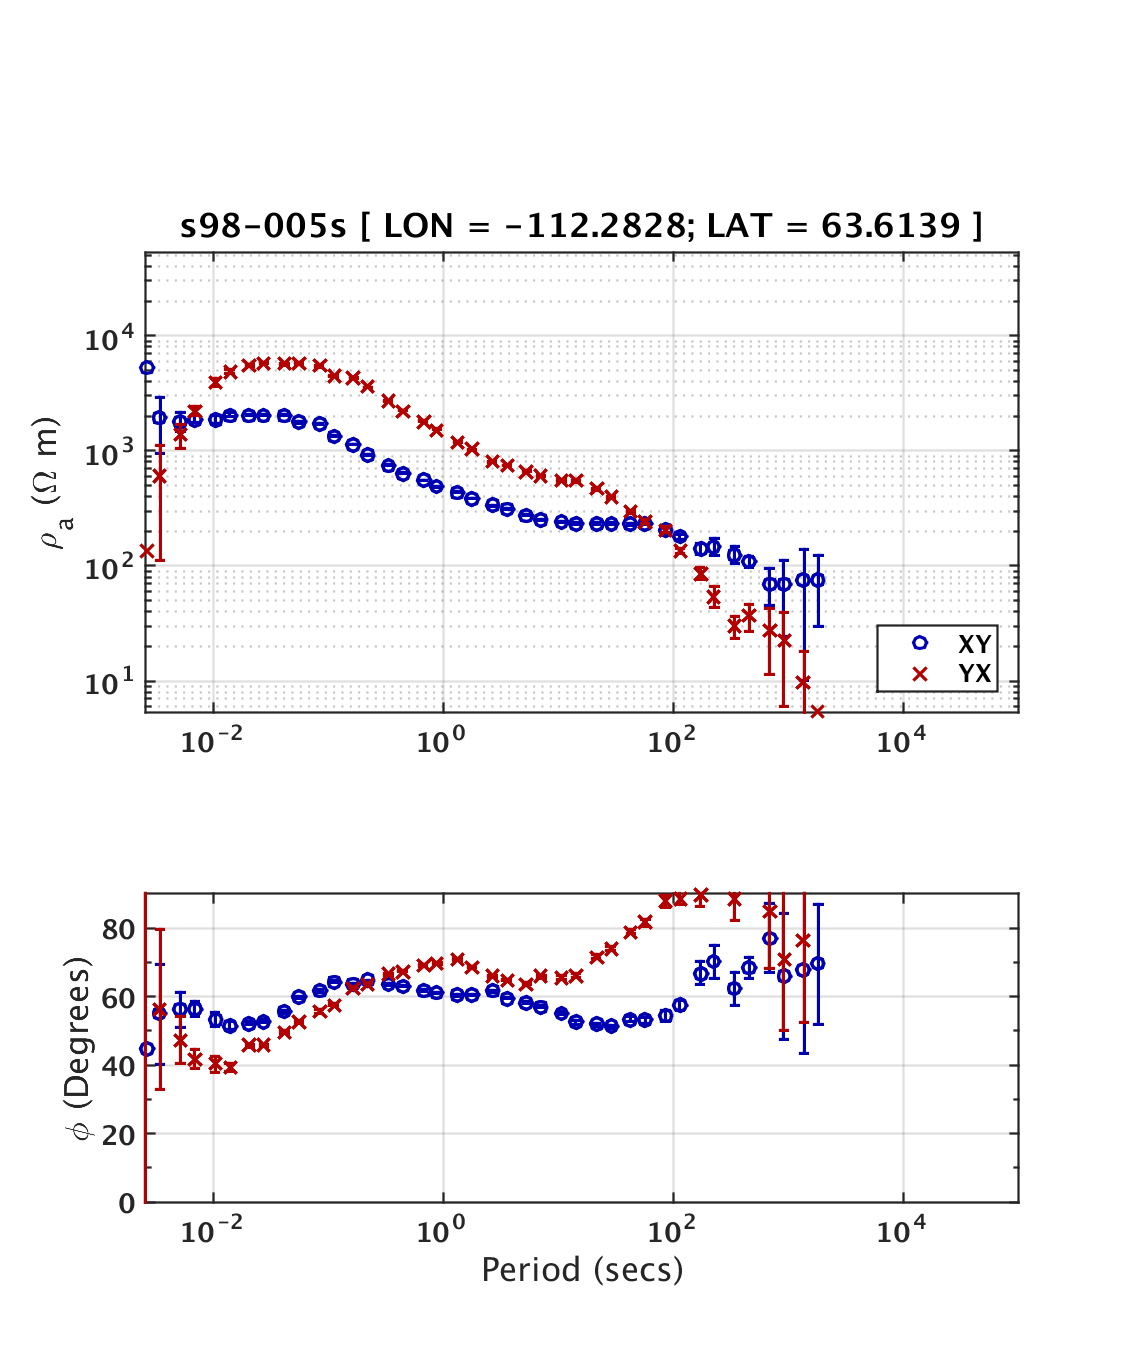 s98-005s [ LON = -112.2828; LAT = 63.6139 ]
ρa (Ω m)
10^4
10^3
10^2
10^1
XY
YX
10^-2 10^0 10^2 10^4
ϕ (Degrees)
80
60
40
20
0
10^-2 10^0 10^2 10^4
Period (secs)